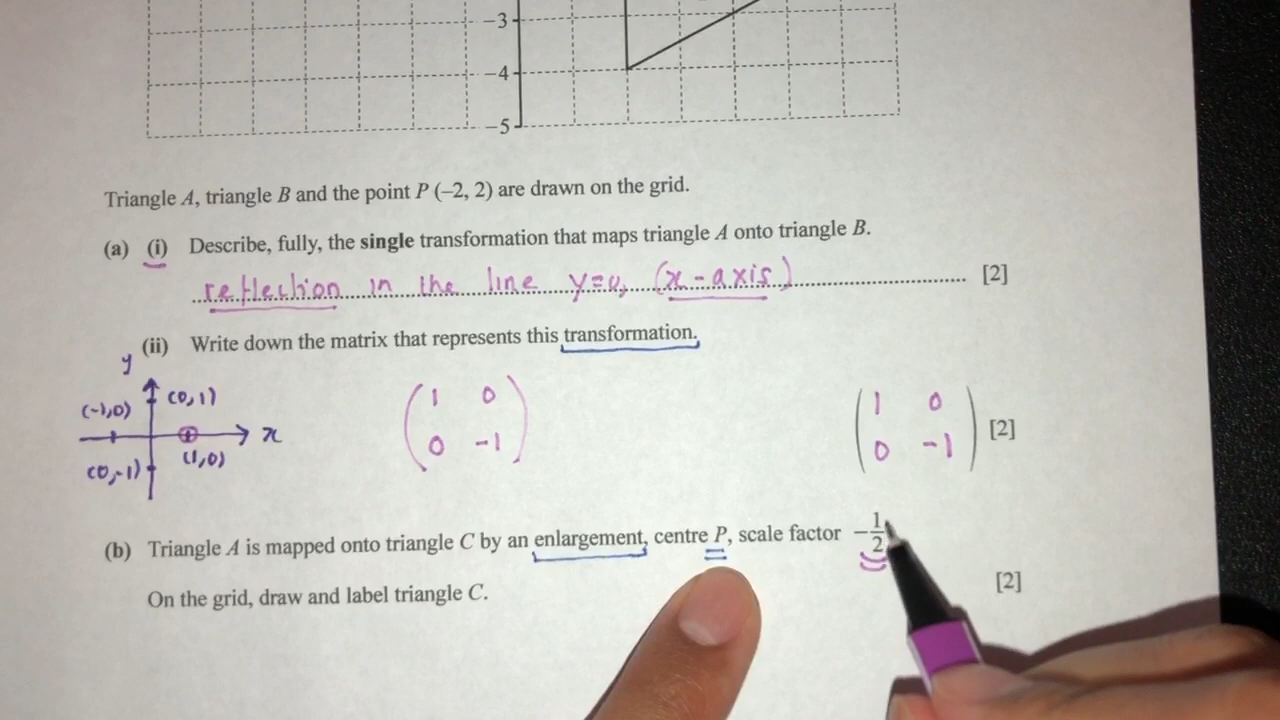 -3
-4
-5
Triangle A, triangle B and the point P (–2, 2) are drawn on the grid.
(a) (i) Describe, fully, the single transformation that maps triangle A onto triangle B.
reflection in the line y=0, (x-axis) [2]
(ii) Write down the matrix that represents this transformation.
y
(-1,0) (0,1)
x
(0,-1) (1,0)
1 0 1 0
0 -1 0 -1 [2]
(b) Triangle A is mapped onto triangle C by an enlargement, centre P, scale factor -1/2
On the grid, draw and label triangle C. [2]